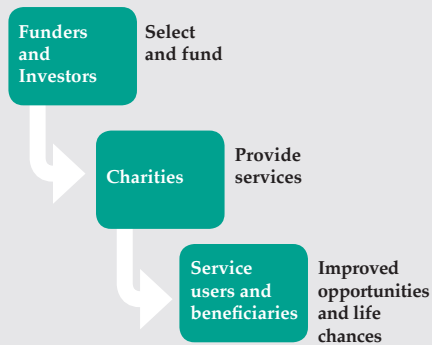 Funders
and
Investors
Select
and fund
Charities
Provide
services
Service
users and
beneficiaries
Improved
opportunities
and life
chances